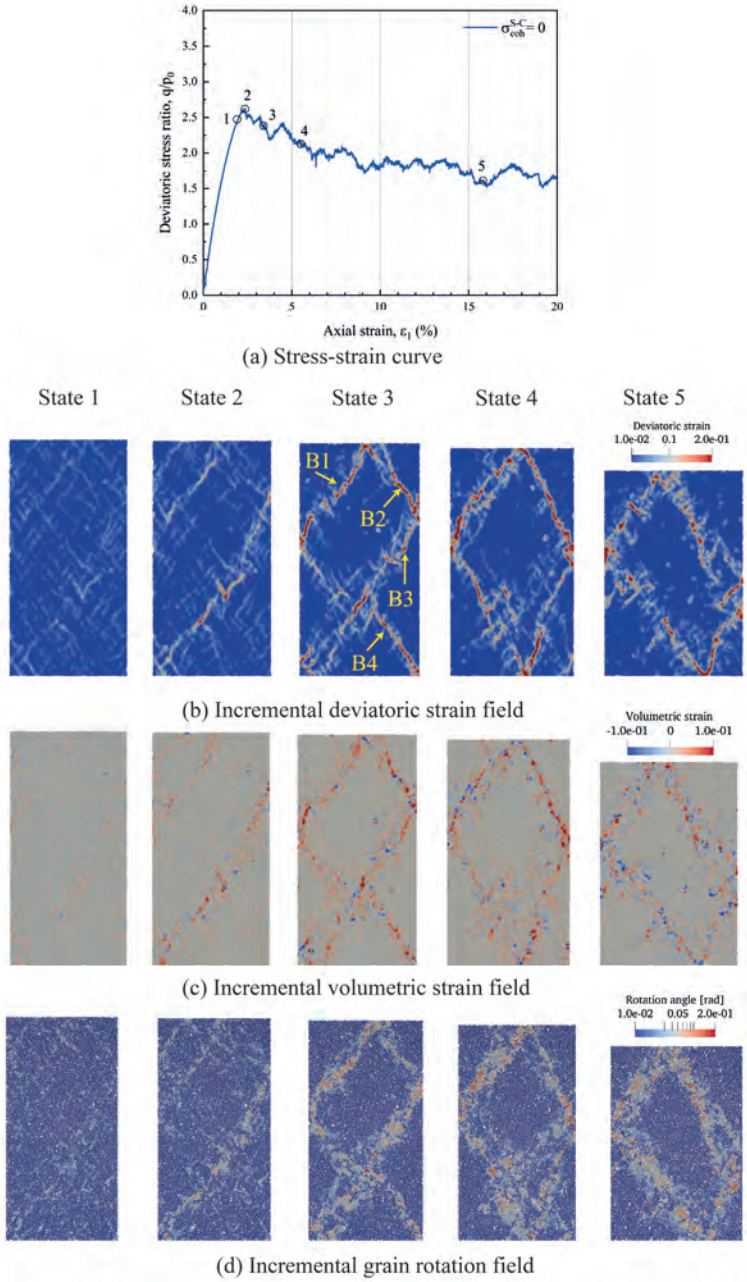 4.0
3.5
3.0
2.5
2.0
1.5
1.0
0.5
0.0
Deviatoric stress ratio, q/p₀
σ_coh^S-C = 0
1
2
3
4
5
0
5
10
15
20
Axial strain, ε₁ (%)
(a) Stress-strain curve
State 1 State 2 State 3 State 4 State 5
Deviatoric strain
1.0e-02 0.1 2.0e-01
B1
B2
B3
B4
(b) Incremental deviatoric strain field
Volumetric strain
-1.0e-01 0 1.0e-01
(c) Incremental volumetric strain field
Rotation angle [rad]
1.0e-02 0.05 2.0e-01
(d) Incremental grain rotation field